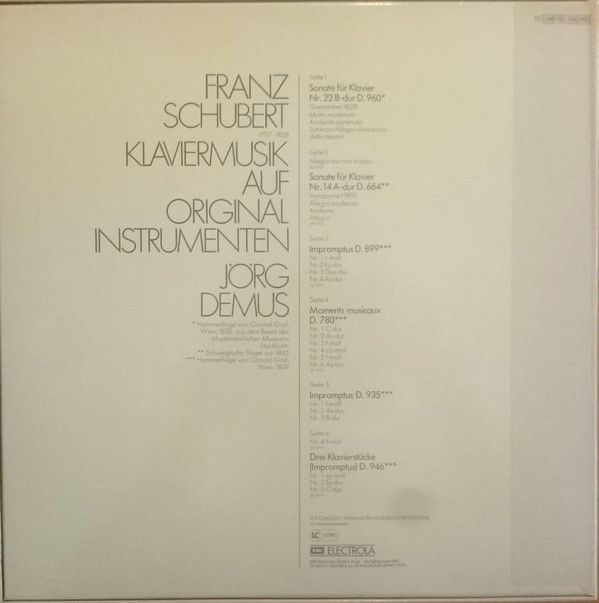 FRANZ
SCHUBERT
1797-1828
KLAVIERMUSIK
AUF
ORIGINAL
INSTRUMENTEN
JÖRG
DEMUS
* Hammerflügel von Conrad Graf,
Wien, 1830, aus dem Besitz des
Musikhistorischen Museums
Stockholm
** Schweighofer Flügel von 1845
*** Hammerflügel von Conrad Graf,
Wien, 1839
Seite 1
Sonate für Klavier
Nr. 22 B-dur D. 960*
(September 1828)
Molto moderato
Andante sostenuto
Scherzo (Allegro vivace con
delicatezza)
Seite 2
Allegro ma non troppo
Sonate für Klavier
Nr. 14 A-dur D. 664**
(komponiert 1819)
Allegro moderato
Andante
Allegro
Seite 3
Impromptus D. 899***
Nr. 1 c-moll
Nr. 2 Es-dur
Nr. 3 Ges-dur
Nr. 4 As-dur
Seite 4
Moments musicaux
D. 780***
Nr. 1 C-dur
Nr. 2 As-dur
Nr. 3 f-moll
Nr. 4 cis-moll
Nr. 5 f-moll
Nr. 6 As-dur
Seite 5
Impromptus D. 935***
Nr. 1 f-moll
Nr. 2 As-dur
Nr. 3 B-dur
Seite 6
Nr. 4 f-moll
Drei Klavierstücke
(Impromptus) D. 946***
Nr. 1 es-moll
Nr. 2 Es-dur
Nr. 3 C-dur
LC 0795
EMI ELECTROLA